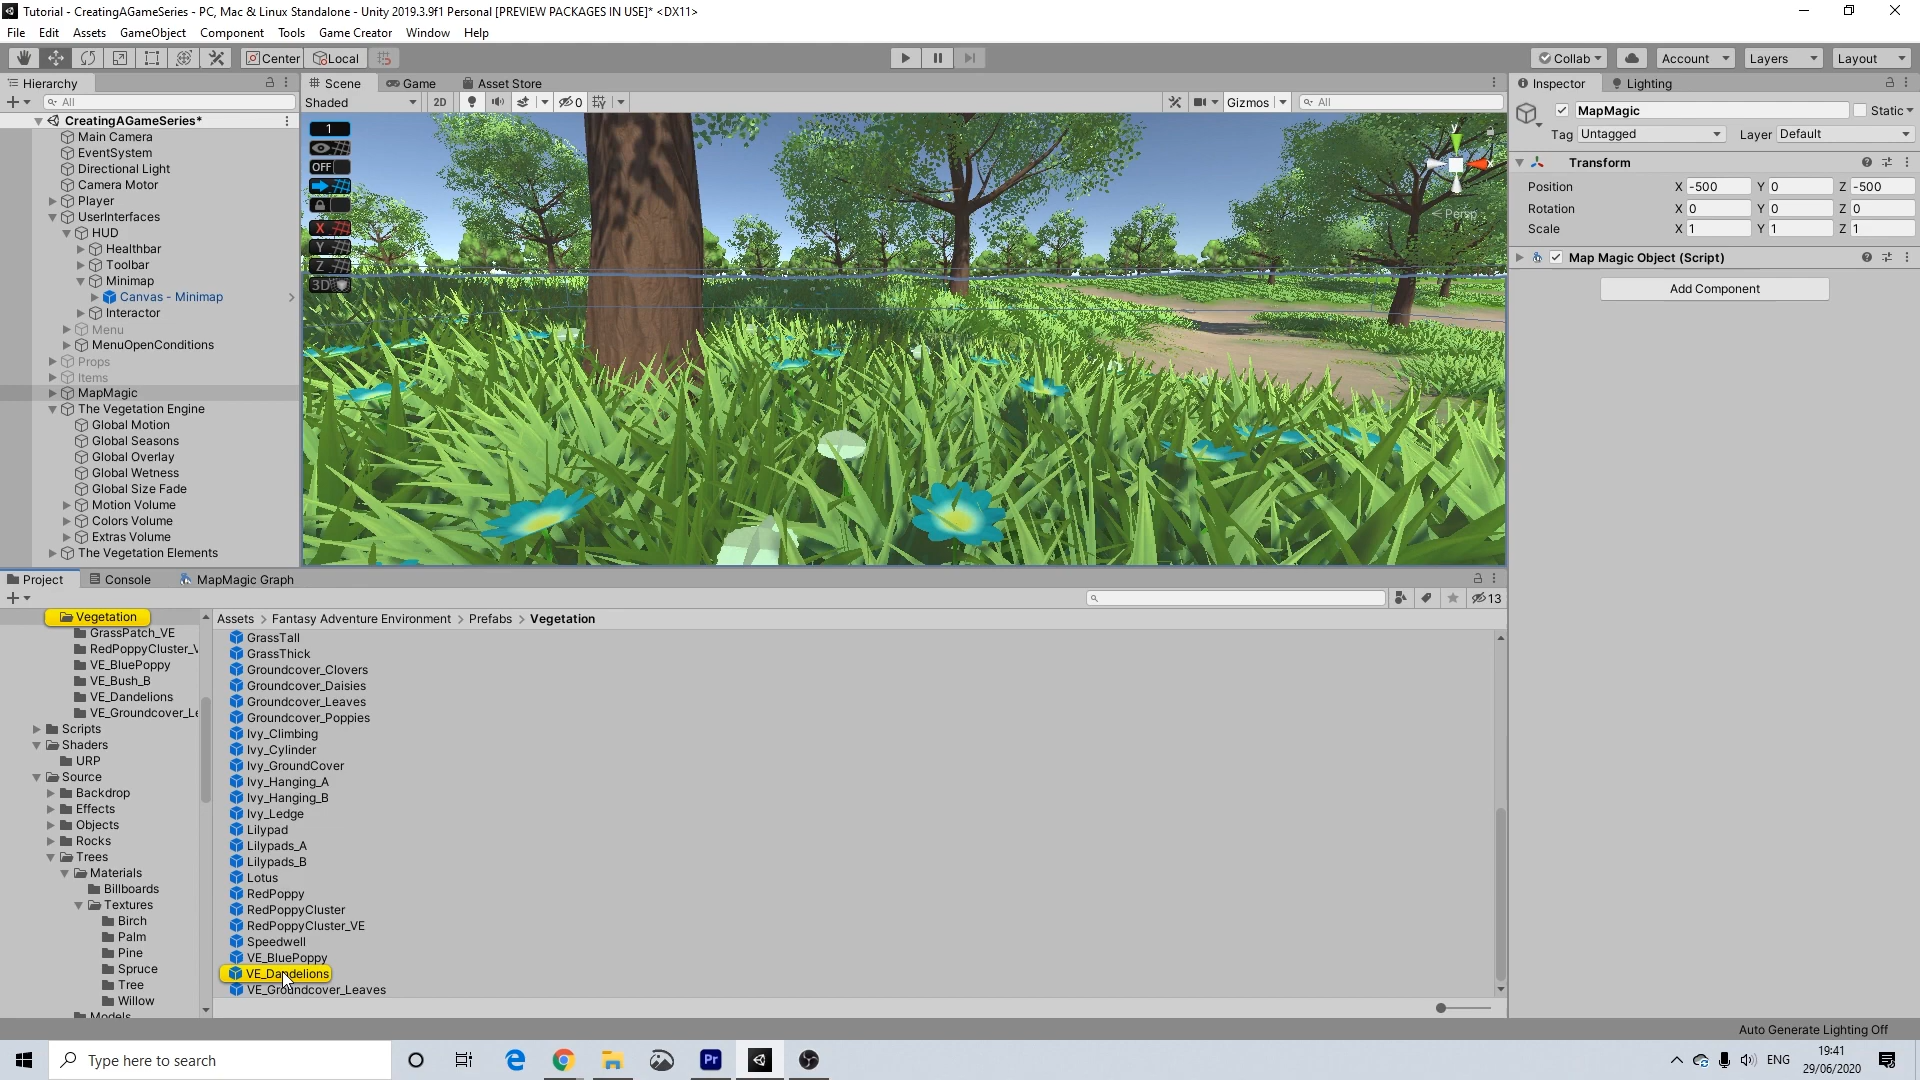 Tutorial - CreatingAGameSeries - PC, Mac & Linux Standalone - Unity 2019.3.9f1 Personal [PREVIEW PACKAGES IN USE]* <DX11>
File Edit Assets GameObject Component Tools Game Creator Window Help
Center Local Collab Account Layers Layout
Hierarchy
All
CreatingAGameSeries*
Main Camera
EventSystem
Directional Light
Camera Motor
Player
UserInterfaces
HUD
Healthbar
Toolbar
Minimap
Canvas - Minimap
Interactor
Menu
MenuOpenConditions
Props
Items
MapMagic
The Vegetation Engine
Global Motion
Global Seasons
Global Overlay
Global Wetness
Global Size Fade
Motion Volume
Colors Volume
Extras Volume
The Vegetation Elements
Scene Game Asset Store
Shaded 2D 0 Gizmos All
1
OFF
X
Y
Z
3D
y
x
< Persp
Inspector Lighting
MapMagic Static
Tag Untagged Layer Default
Transform
Position X -500 Y 0 Z -500
Rotation X 0 Y 0 Z 0
Scale X 1 Y 1 Z 1
Map Magic Object (Script)
Add Component
Project Console MapMagic Graph
13
Vegetation
GrassPatch_VE
RedPoppyCluster_V
VE_BluePoppy
VE_Bush_B
VE_Dandelions
VE_Groundcover_Le
Scripts
Shaders
URP
Source
Backdrop
Effects
Objects
Rocks
Trees
Materials
Billboards
Textures
Birch
Palm
Pine
Spruce
Tree
Willow
Models
Assets > Fantasy Adventure Environment > Prefabs > Vegetation
GrassTall
GrassThick
Groundcover_Clovers
Groundcover_Daisies
Groundcover_Leaves
Groundcover_Poppies
Ivy_Climbing
Ivy_Cylinder
Ivy_GroundCover
Ivy_Hanging_A
Ivy_Hanging_B
Ivy_Ledge
Lilypad
Lilypads_A
Lilypads_B
Lotus
RedPoppy
RedPoppyCluster
RedPoppyCluster_VE
Speedwell
VE_BluePoppy
VE_Dandelions
VE_Groundcover_Leaves
Auto Generate Lighting Off
Type here to search
Pr
ENG
19:41
29/06/2020